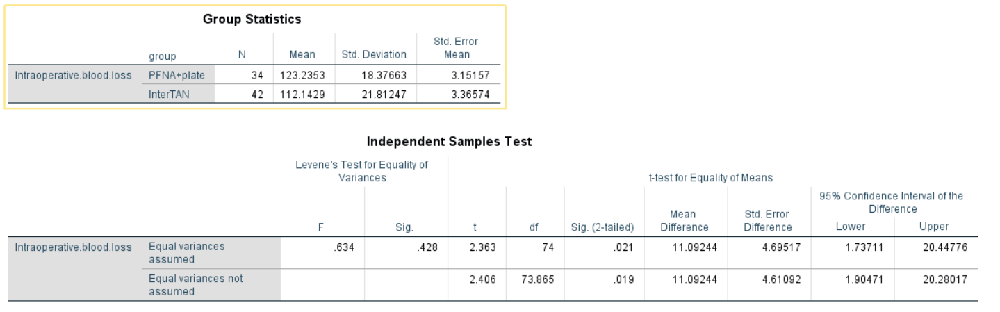 Group Statistics
group N Mean Std. Deviation Std. Error Mean
Intraoperative.blood.loss PFNA+plate 34 123.2353 18.37663 3.15157
InterTAN 42 112.1429 21.81247 3.36574
Independent Samples Test
Levene's Test for Equality of Variances
t-test for Equality of Means
95% Confidence Interval of the Difference
F Sig. t df Sig. (2-tailed) Mean Difference Std. Error Difference Lower Upper
Intraoperative.blood.loss Equal variances assumed .634 .428 2.363 74 .021 11.09244 4.69517 1.73711 20.44776
Equal variances not assumed 2.406 73.865 .019 11.09244 4.61092 1.90471 20.28017